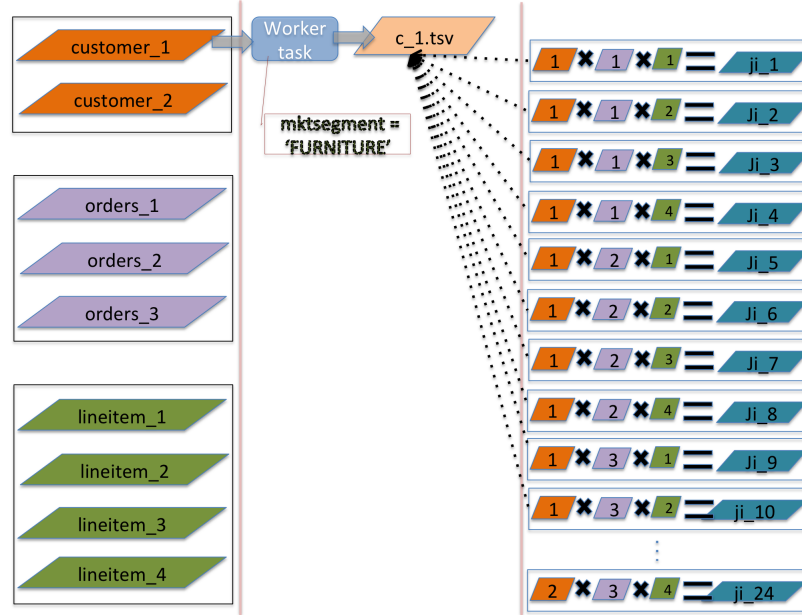 customer_1
customer_2
orders_1
orders_2
orders_3
lineitem_1
lineitem_2
lineitem_3
lineitem_4
Worker
task
c_1.tsv
mktsegment =
‘FURNITURE’
1 ✖ 1 ✖ 1 = ji_1
1 ✖ 1 ✖ 2 = Ji_2
1 ✖ 1 ✖ 3 = Ji_3
1 ✖ 1 ✖ 4 = Ji_4
1 ✖ 2 ✖ 1 = Ji_5
1 ✖ 2 ✖ 2 = Ji_6
1 ✖ 2 ✖ 3 = Ji_7
1 ✖ 2 ✖ 4 = Ji_8
1 ✖ 3 ✖ 1 = Ji_9
1 ✖ 3 ✖ 2 = ji_10
⋮
2 ✖ 3 ✖ 4 = ji_24